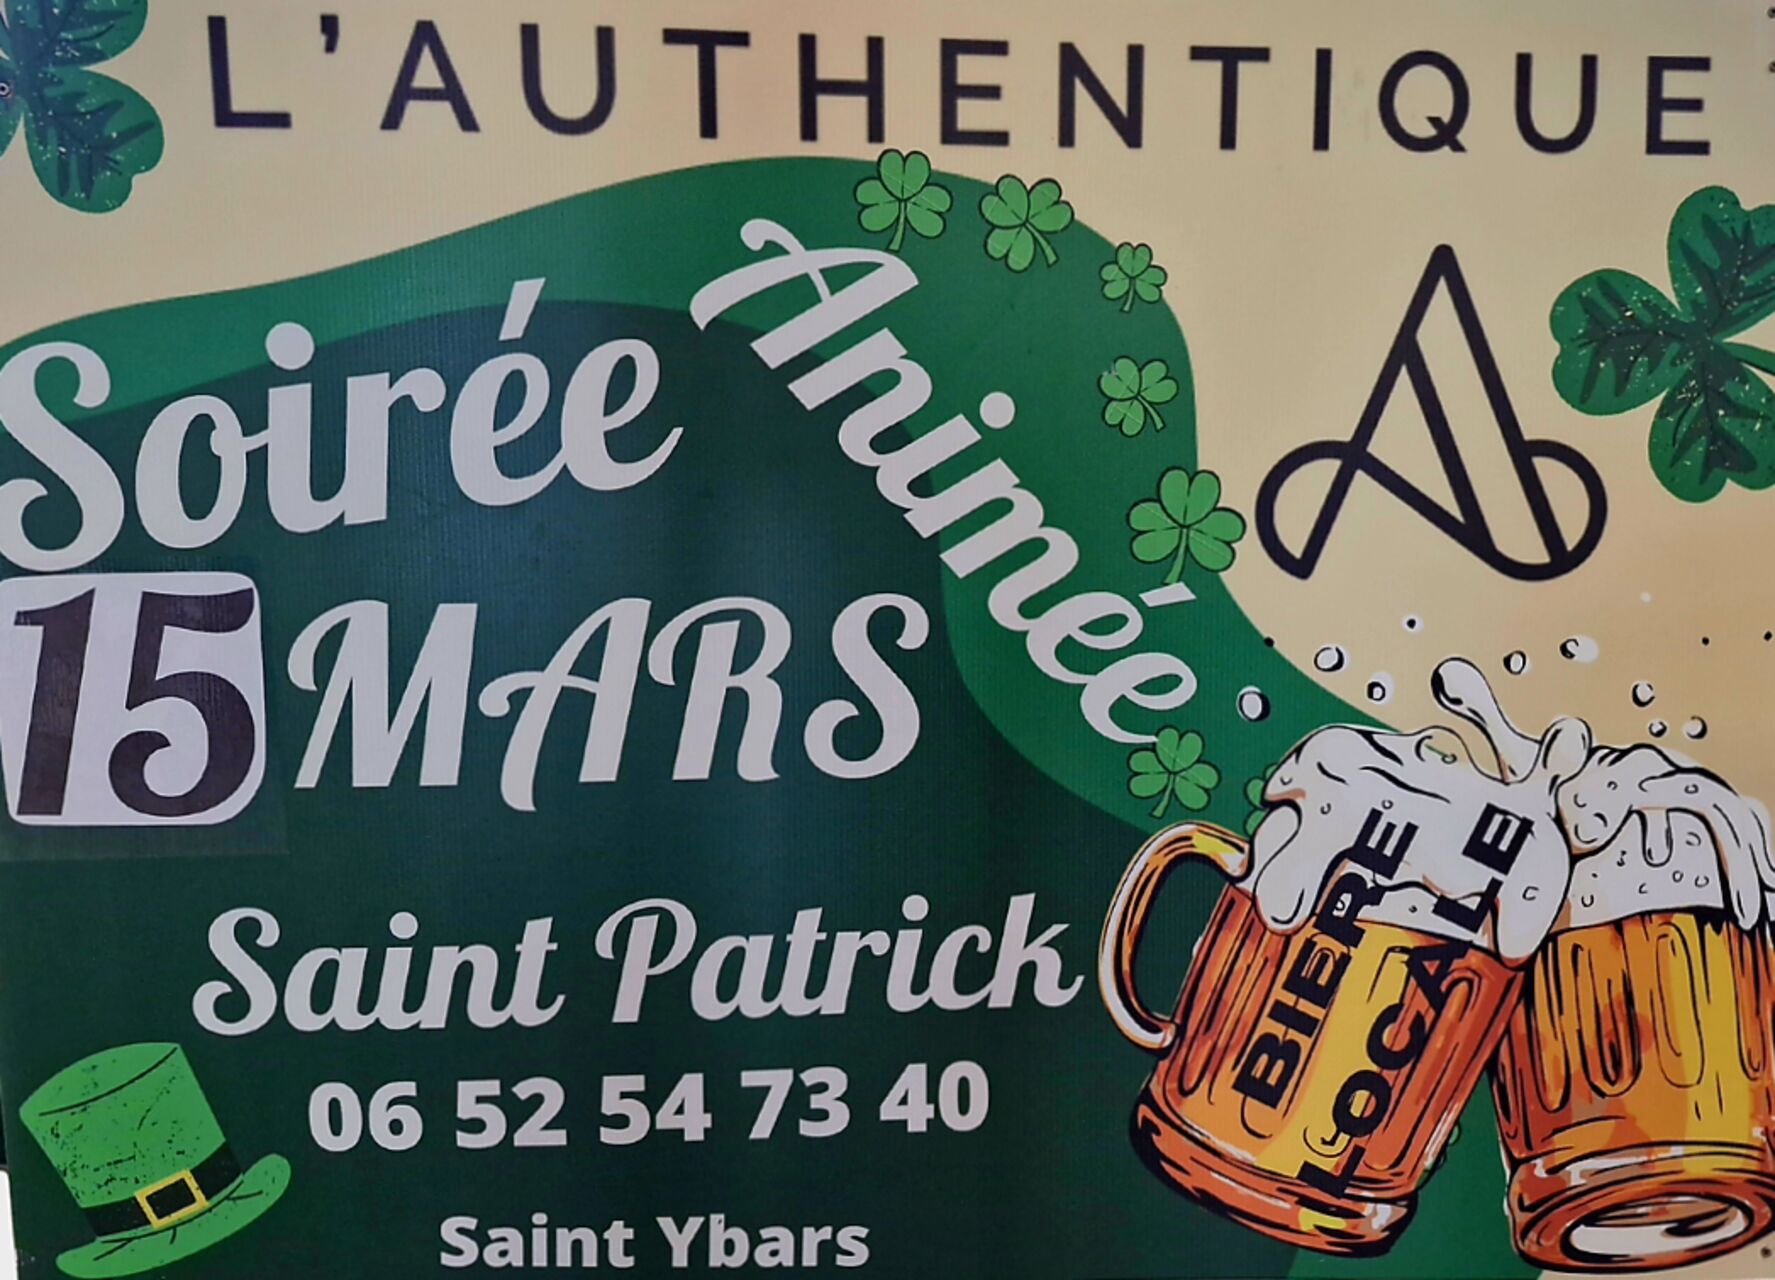 L'AUTHENTIQUE
Soirée Animée
15 MARS
Saint Patrick
06 52 54 73 40
Saint Ybars
BIERE
LOCALE